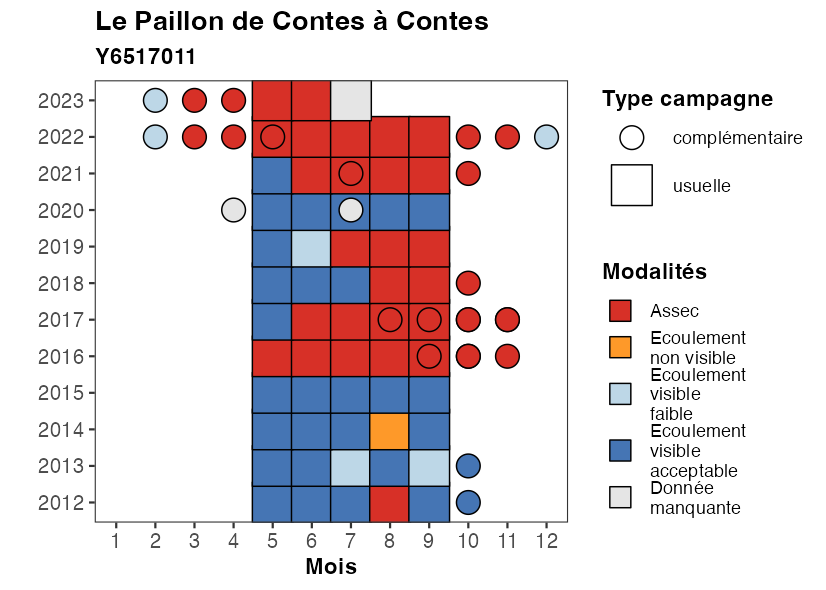 Le Paillon de Contes à Contes
Y6517011
2023
2022
2021
2020
2019
2018
2017
2016
2015
2014
2013
2012
1 2 3 4 5 6 7 8 9 10 11 12
Mois
Type campagne
complémentaire
usuelle
Modalités
Assec
Ecoulement
non visible
Ecoulement
visible
faible
Ecoulement
visible
acceptable
Donnée
manquante